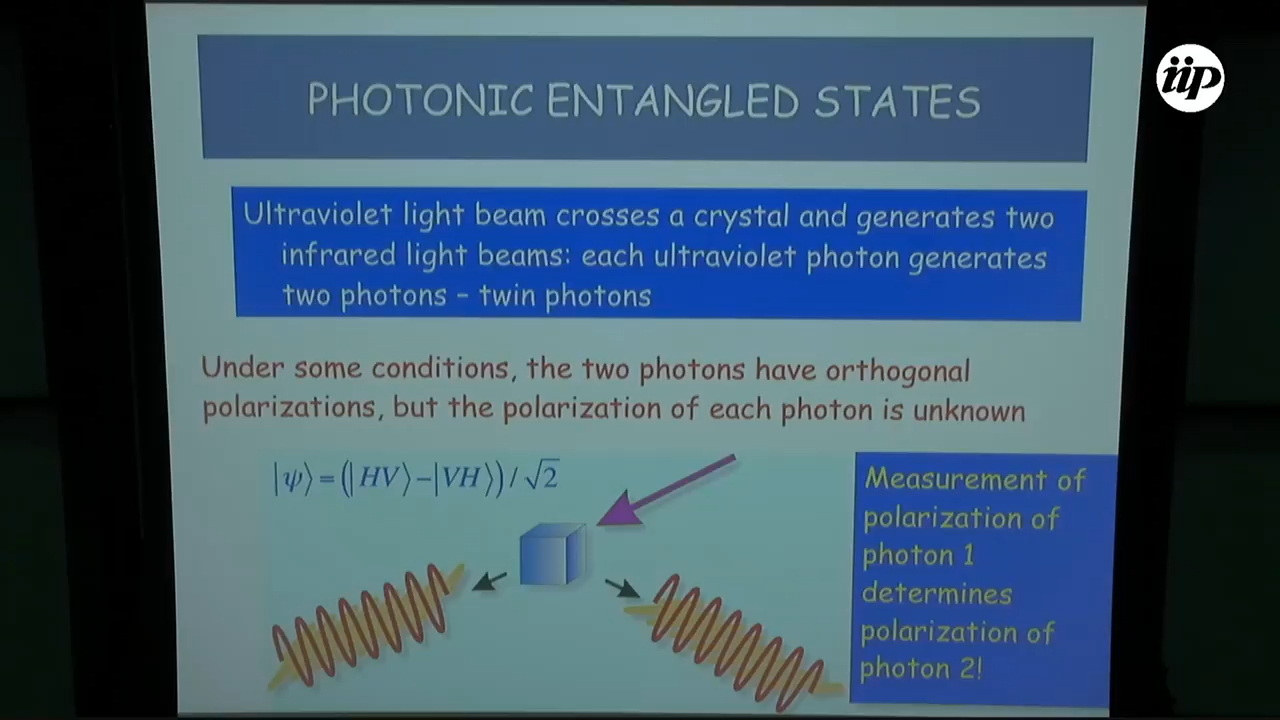 iip
PHOTONIC ENTANGLED STATES
Ultraviolet light beam crosses a crystal and generates two
infrared light beams: each ultraviolet photon generates
two photons – twin photons
Under some conditions, the two photons have orthogonal
polarizations, but the polarization of each photon is unknown
|ψ⟩=(|HV⟩−|VH⟩)/√2
Measurement of
polarization of
photon 1
determines
polarization of
photon 2!